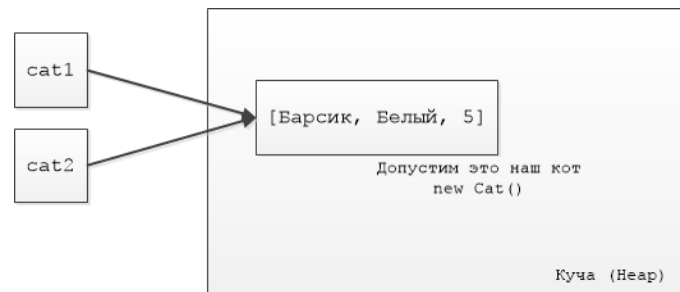 cat1
[Барсик, Белый, 5]
cat2
Допустим это наш кот
new Cat()
Куча (Heap)